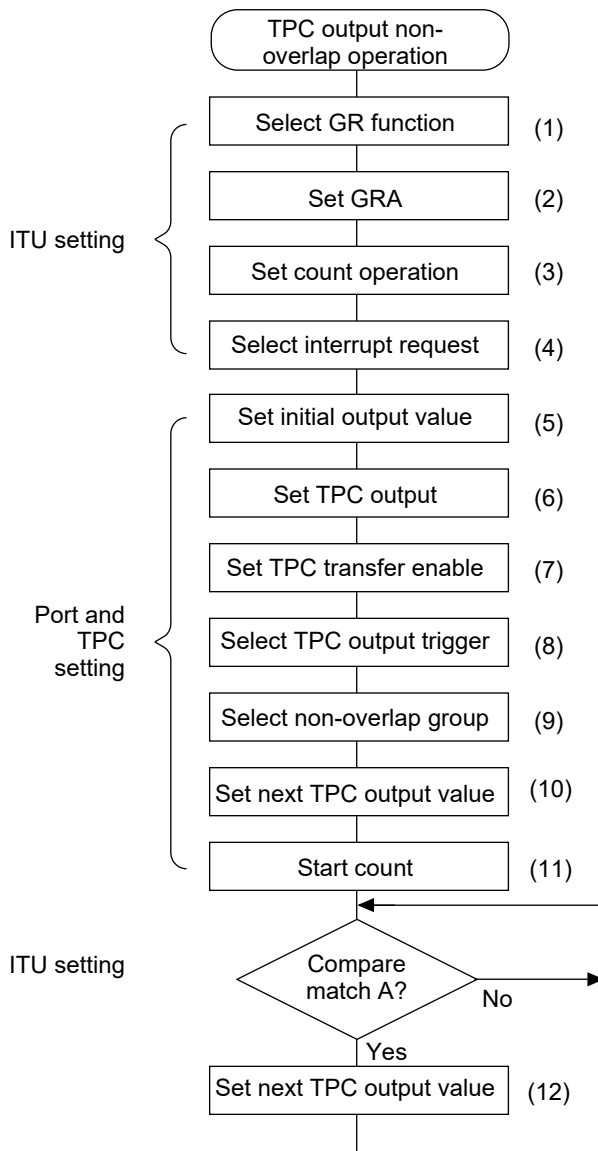 TPC output non-
overlap operation
Select GR function
(1)
Set GRA
(2)
ITU setting
Set count operation
(3)
Select interrupt request
(4)
Set initial output value
(5)
Set TPC output
(6)
Set TPC transfer enable
(7)
Port and
TPC
setting
Select TPC output trigger
(8)
Select non-overlap group
(9)
Set next TPC output value
(10)
Start count
(11)
ITU setting
Compare
match A?
No
Yes
Set next TPC output value
(12)